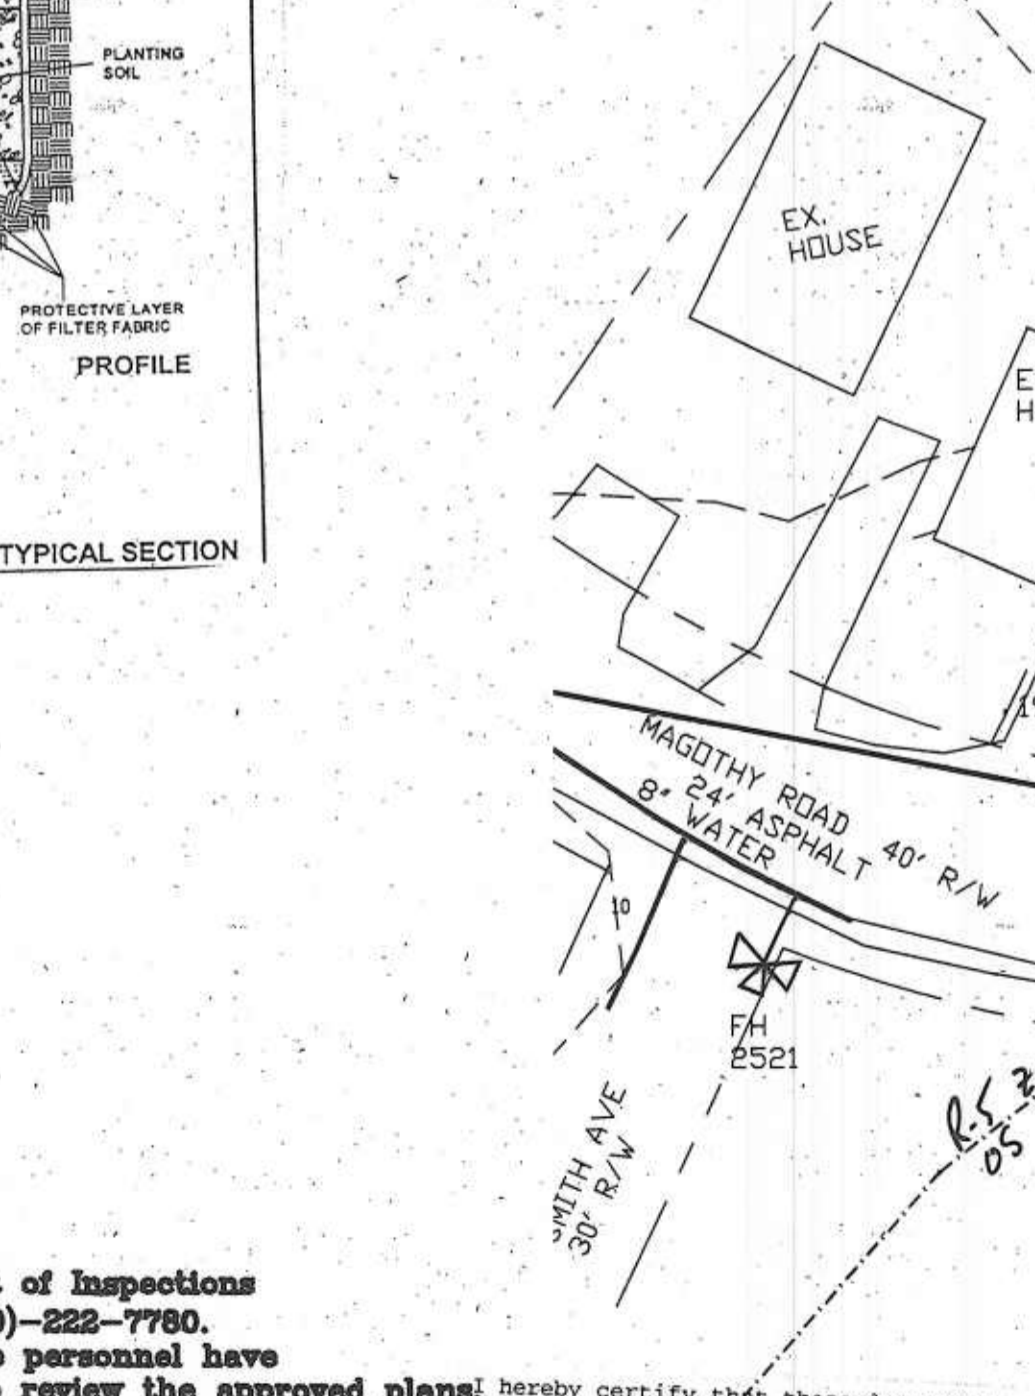 PLANTING
SOIL
PROTECTIVE LAYER
OF FILTER FABRIC
PROFILE
TYPICAL SECTION
EX.
HOUSE
MAGOTHY ROAD
24' ASPHALT
8" WATER
40' R/W
10
FH
2521
SMITH AVE
30' R/W
R-5
OS
of Inspections
)-222-7780.
personnel have
review the approved plans
I hereby certify that